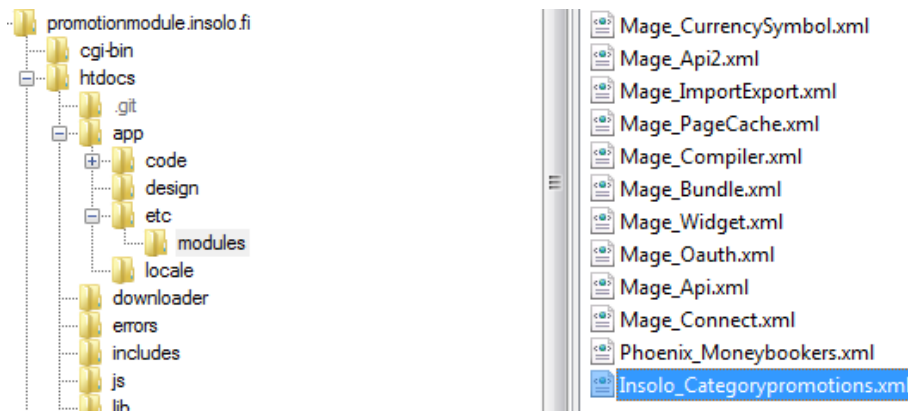 promotionmodule.insolo.fi
cgi-bin
htdocs
.git
app
code
design
etc
modules
locale
downloader
errors
includes
js
lib
Mage_CurrencySymbol.xml
Mage_Api2.xml
Mage_ImportExport.xml
Mage_PageCache.xml
Mage_Compiler.xml
Mage_Bundle.xml
Mage_Widget.xml
Mage_Oauth.xml
Mage_Api.xml
Mage_Connect.xml
Phoenix_Moneybookers.xml
Insolo_Categorypromotions.xml